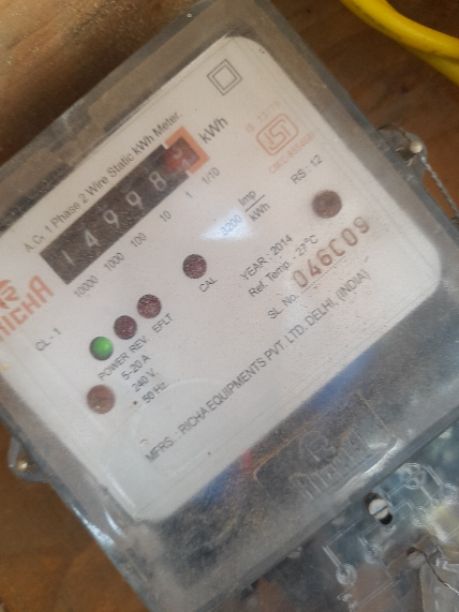 A.C. 1 Phase 2 Wire Static kWh Meter
14998
kWh
10000 1000 100 10 1 1/10
3200 Imp/kWh
RS : 12
RICHA
CL - 1
POWER REV. EFLT
CAL
5-20 A
240 V
50 Hz
YEAR : 2014
Ref. Temp. : 27°C
SL No. 046C09
MFRS. : RICHA EQUIPMENTS PVT. LTD. DELHI, (INDIA)